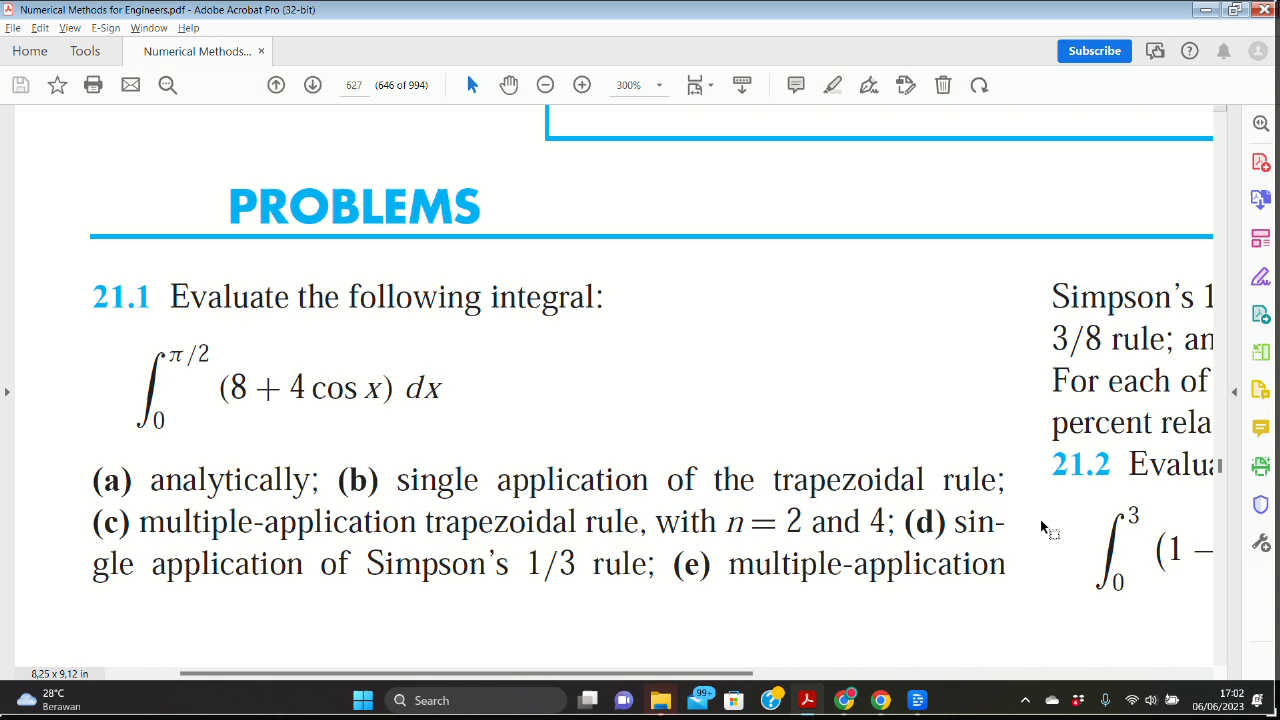 Numerical Methods for Engineers.pdf - Adobe Acrobat Pro (32-bit)
File Edit View E-Sign Window Help
Home Tools Numerical Methods... × Subscribe
627 (646 of 994) 300%
PROBLEMS
21.1 Evaluate the following integral:
∫₀^{π/2} (8 + 4 cos x) dx
(a) analytically; (b) single application of the trapezoidal rule;
(c) multiple-application trapezoidal rule, with n = 2 and 4; (d) sin-
gle application of Simpson's 1/3 rule; (e) multiple-application
Simpson's 1
3/8 rule; an
For each of
percent rela
21.2 Evalua
∫₀^3 (1 −
8,25 x 9,12 in
28°C
Berawan
Search
99+
17:02
06/06/2023